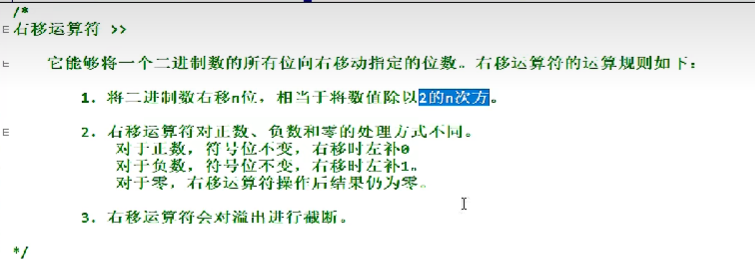 /*
右移运算符 >>
它能够将一个二进制数的所有位向右移动指定的位数。右移运算符的运算规则如下：
1. 将二进制数右移n位，相当于将数值除以2的n次方。
2. 右移运算符对正数、负数和零的处理方式不同。
对于正数，符号位不变，右移时左补0
对于负数，符号位不变，右移时左补1。
对于零，右移运算符操作后结果仍为零。
3. 右移运算符会对溢出进行截断。
*/